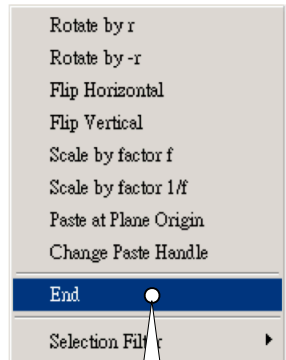 Rotate by r
Rotate by -r
Flip Horizontal
Flip Vertical
Scale by factor f
Scale by factor 1/f
Paste at Plane Origin
Change Paste Handle
End
Selection Filter